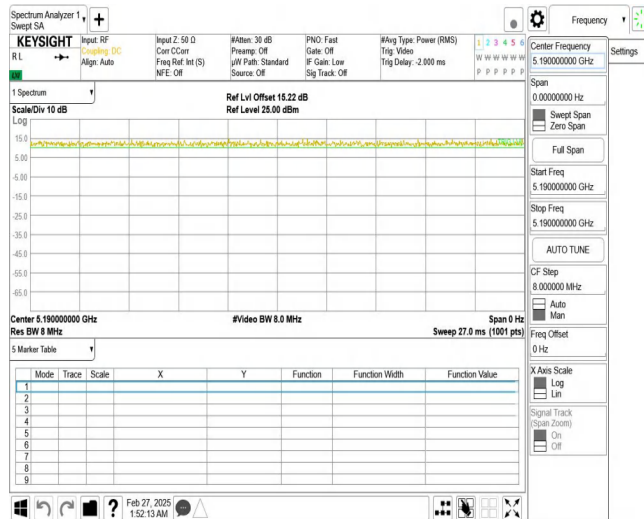 Spectrum Analyzer 1
Swept SA
Frequency
KEYSIGHT
RL
LXI
Input: RF
Coupling: DC
Align: Auto
Input Z: 50 Ω
Corr CCorr
Freq Ref: Int (S)
NFE: Off
#Atten: 30 dB
Preamp: Off
µW Path: Standard
Source: Off
PNO: Fast
Gate: Off
IF Gain: Low
Sig Track: Off
#Avg Type: Power (RMS)
Trig: Video
Trig Delay: -2.000 ms
1 2 3 4 5 6
W W W W W W
P P P P P P
Center Frequency
5.190000000 GHz
Settings
Span
0.00000000 Hz
Swept Span
Zero Span
Full Span
Start Freq
5.190000000 GHz
Stop Freq
5.190000000 GHz
AUTO TUNE
CF Step
8.000000 MHz
Auto
Man
Freq Offset
0 Hz
X Axis Scale
Log
Lin
Signal Track
(Span Zoom)
On
Off
1 Spectrum
Scale/Div 10 dB
Ref Lvl Offset 15.22 dB
Ref Level 25.00 dBm
Log
15.0
5.00
-5.00
-15.0
-25.0
-35.0
-45.0
-55.0
-65.0
Center 5.190000000 GHz
#Video BW 8.0 MHz
Span 0 Hz
Res BW 8 MHz
Sweep 27.0 ms (1001 pts)
5 Marker Table
Mode Trace Scale X Y Function Function Width Function Value
1
2
3
4
5
6
7
8
9
?
Feb 27, 2025
1:52:13 AM